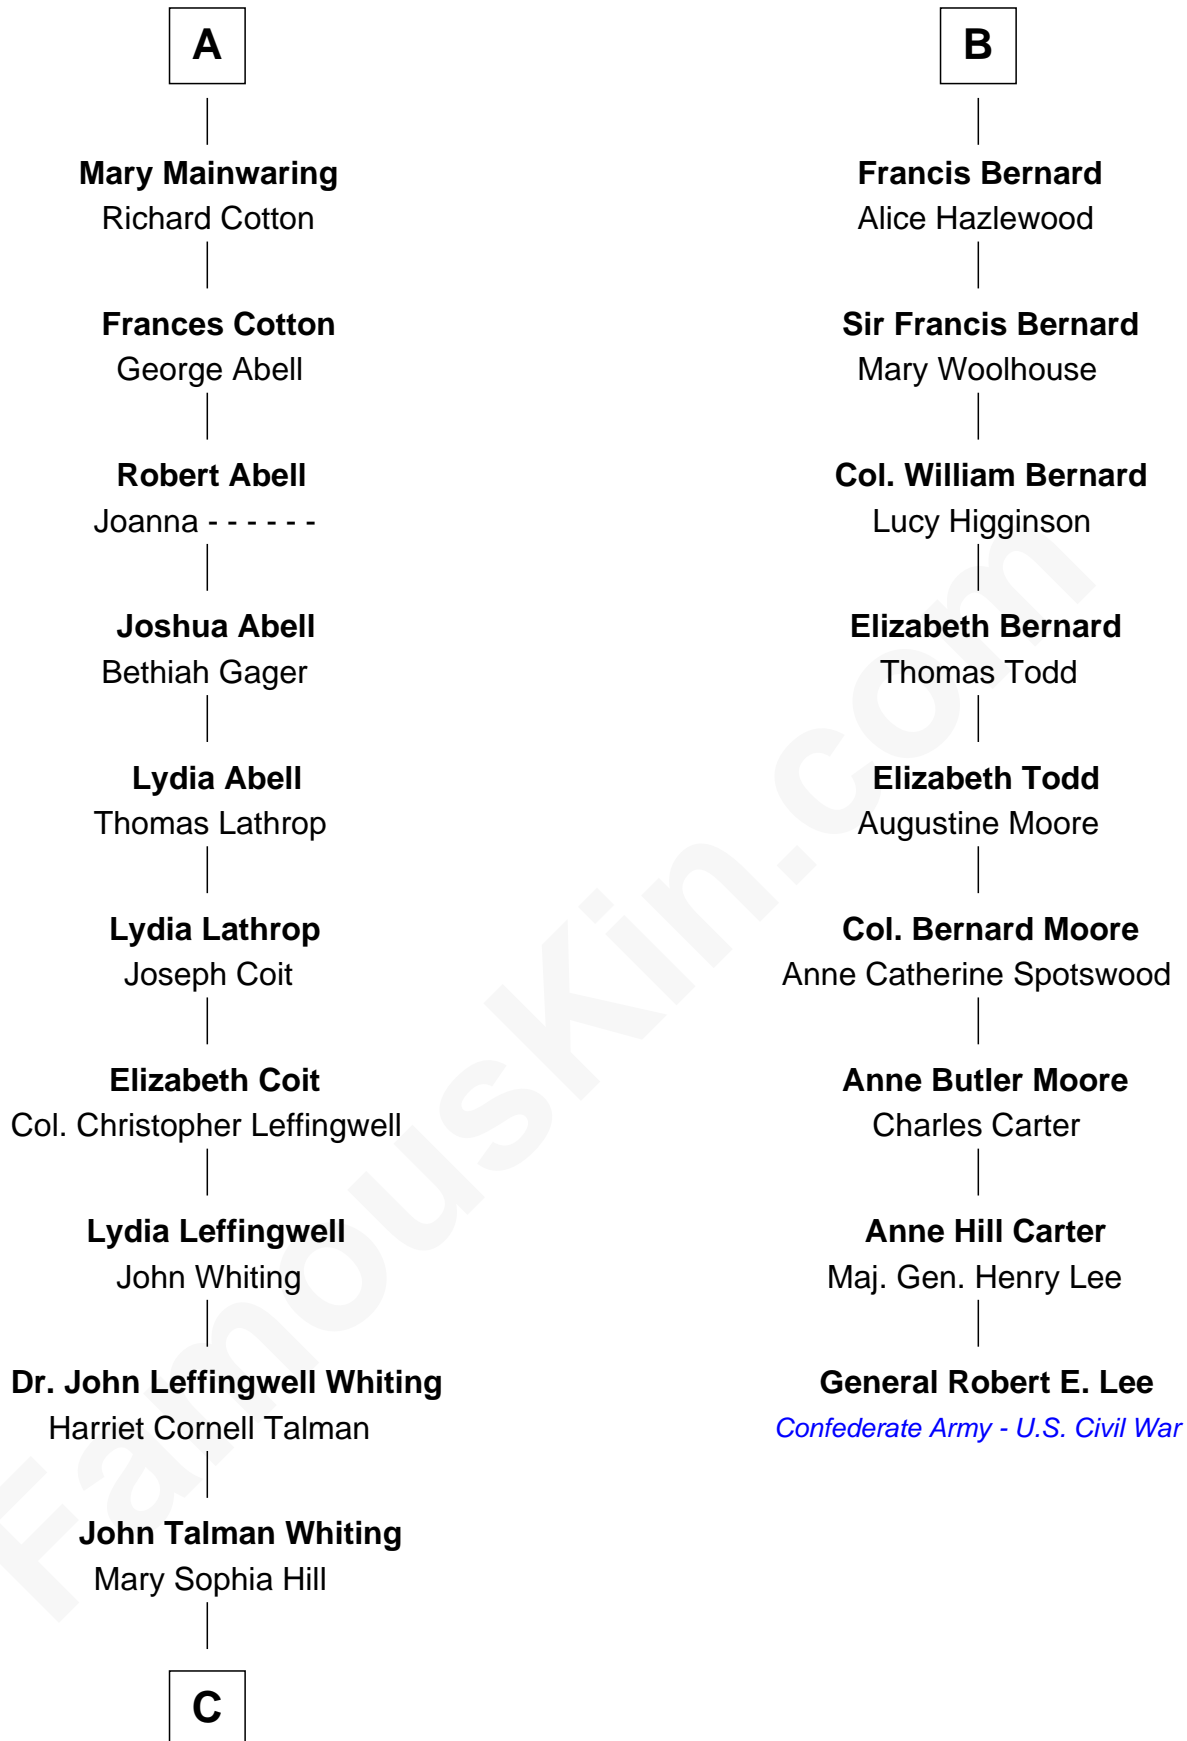 A
Mary Mainwaring
Richard Cotton
Frances Cotton
George Abell
Robert Abell
Joanna - - - - - -
Joshua Abell
Bethiah Gager
Lydia Abell
Thomas Lathrop
Lydia Lathrop
Joseph Coit
Elizabeth Coit
Col. Christopher Leffingwell
Lydia Leffingwell
John Whiting
Dr. John Leffingwell Whiting
Harriet Cornell Talman
John Talman Whiting
Mary Sophia Hill
C
B
Francis Bernard
Alice Hazlewood
Sir Francis Bernard
Mary Woolhouse
Col. William Bernard
Lucy Higginson
Elizabeth Bernard
Thomas Todd
Elizabeth Todd
Augustine Moore
Col. Bernard Moore
Anne Catherine Spotswood
Anne Butler Moore
Charles Carter
Anne Hill Carter
Maj. Gen. Henry Lee
General Robert E. Lee
Confederate Army - U.S. Civil War
FamousKin.com